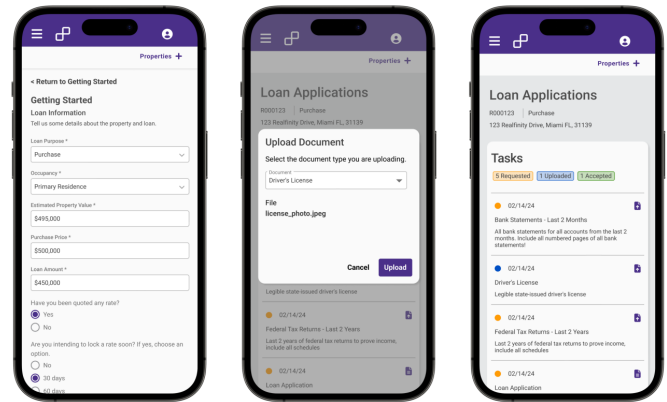 Properties +
< Return to Getting Started
Getting Started
Loan Information
Tell us some details about the property and loan.
Loan Purpose *
Purchase
Occupancy *
Primary Residence
Estimated Property Value *
$495,000
Purchase Price *
$500,000
Loan Amount *
$450,000
Have you been quoted any rate?
Yes
No
Are you intending to lock a rate soon? If yes, choose an
option.
No
30 days
60 days
Properties +
Loan Applications
R000123 | Purchase
123 Realfinity Drive, Miami FL, 31139
Upload Document
Select the document type you are uploading.
Document
Driver's License
File
license_photo.jpeg
Cancel Upload
Legible state-issued driver's license
02/14/24
Federal Tax Returns - Last 2 Years
Last 2 years of federal tax returns to prove income,
include all schedules
02/14/24
Loan Application
Properties +
Loan Applications
R000123 | Purchase
123 Realfinity Drive, Miami FL, 31139
Tasks
5 Requested 1 Uploaded 1 Accepted
02/14/24
Bank Statements - Last 2 Months
All bank statements for all accounts from the last 2
months. Include all numbered pages of all bank
statements!
02/14/24
Driver's License
Legible state-issued driver's license
02/14/24
Federal Tax Returns - Last 2 Years
Last 2 years of federal tax returns to prove income,
include all schedules
02/14/24
Loan Application